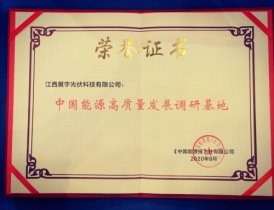 荣誉证书
江西展宇光伏科技有限公司：
中国能源高质量发展调研基地
《中国能源报》社有限公司
2020年9月